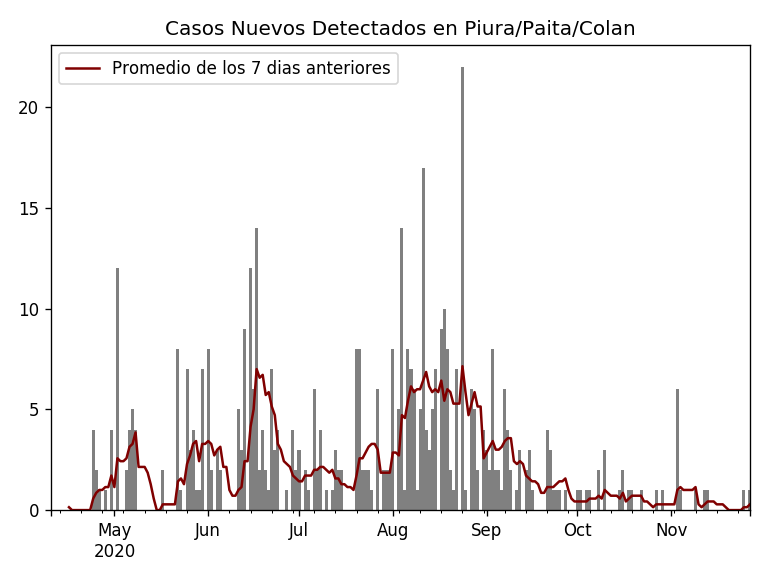 Casos Nuevos Detectados en Piura/Paita/Colan
Promedio de los 7 dias anteriores
20
15
10
5
0
May Jun Jul Aug Sep Oct Nov
2020